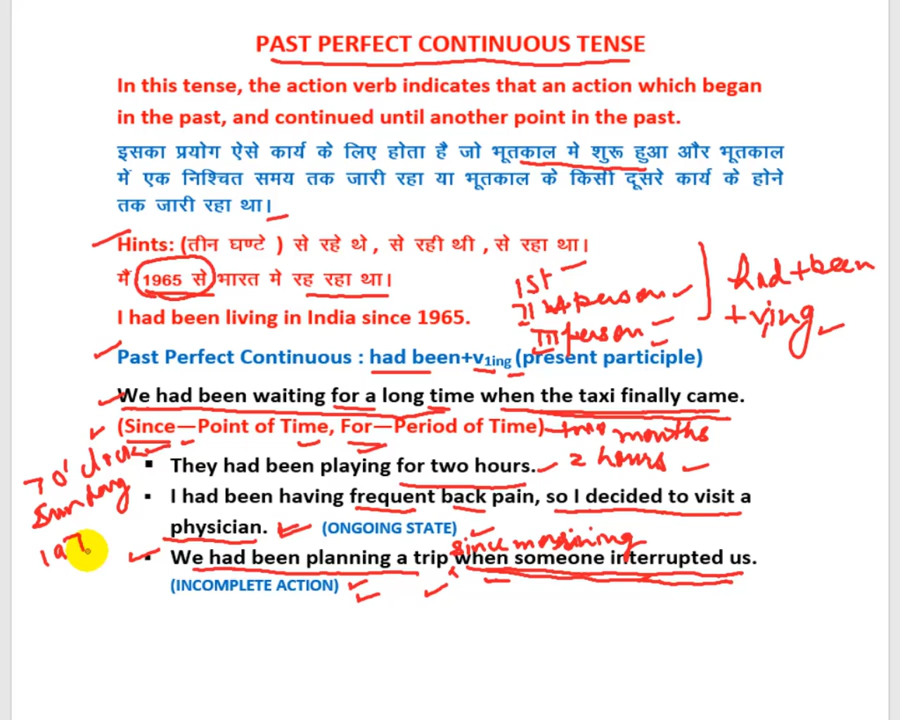 PAST PERFECT CONTINUOUS TENSE
In this tense, the action verb indicates that an action which began
in the past, and continued until another point in the past.
इसका प्रयोग ऐसे कार्य के लिए होता है जो भूतकाल मे शुरू हुआ और भूतकाल
में एक निश्चित समय तक जारी रहा या भूतकाल के किसी दूसरे कार्य के होने
तक जारी रहा था।
Hints: (तीन घण्टे ) से रहे थे, से रही थी, से रहा था।
मैं 1965 से भारत मे रह रहा था।
1st
II person
III person
had+been
+ving
I had been living in India since 1965.
Past Perfect Continuous : had been+v1ing (present participle)
We had been waiting for a long time when the taxi finally came.
(Since—Point of Time, For—Period of Time)
two months
7 O'clock
▪ They had been playing for two hours.
2 hours
Sunday
▪ I had been having frequent back pain, so I decided to visit a
physician. (ONGOING STATE)
since morning
197
▪ We had been planning a trip when someone interrupted us.
(INCOMPLETE ACTION)